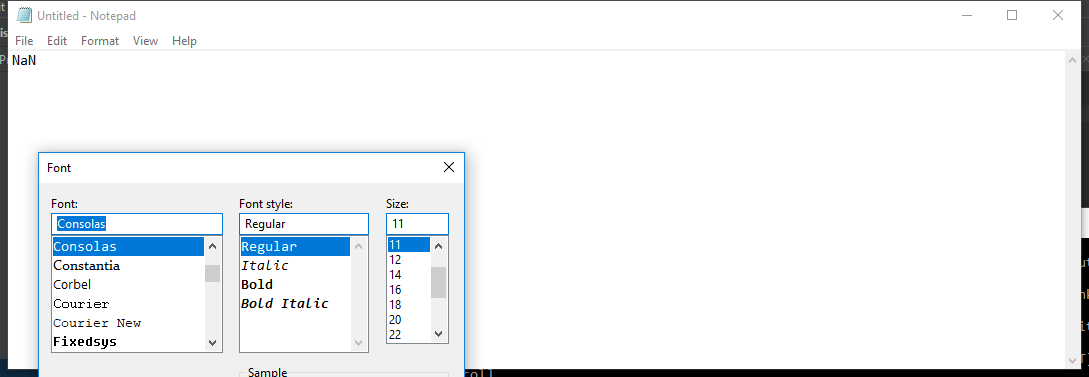 Untitled - Notepad
File Edit Format View Help
NaN
Font
Font: Font style: Size:
Consolas Regular 11
Consolas Regular 11
Constantia Italic 12
Corbel Bold 14
Courier Bold Italic 16
Courier New 18
Fixedsys 20
22
Sample